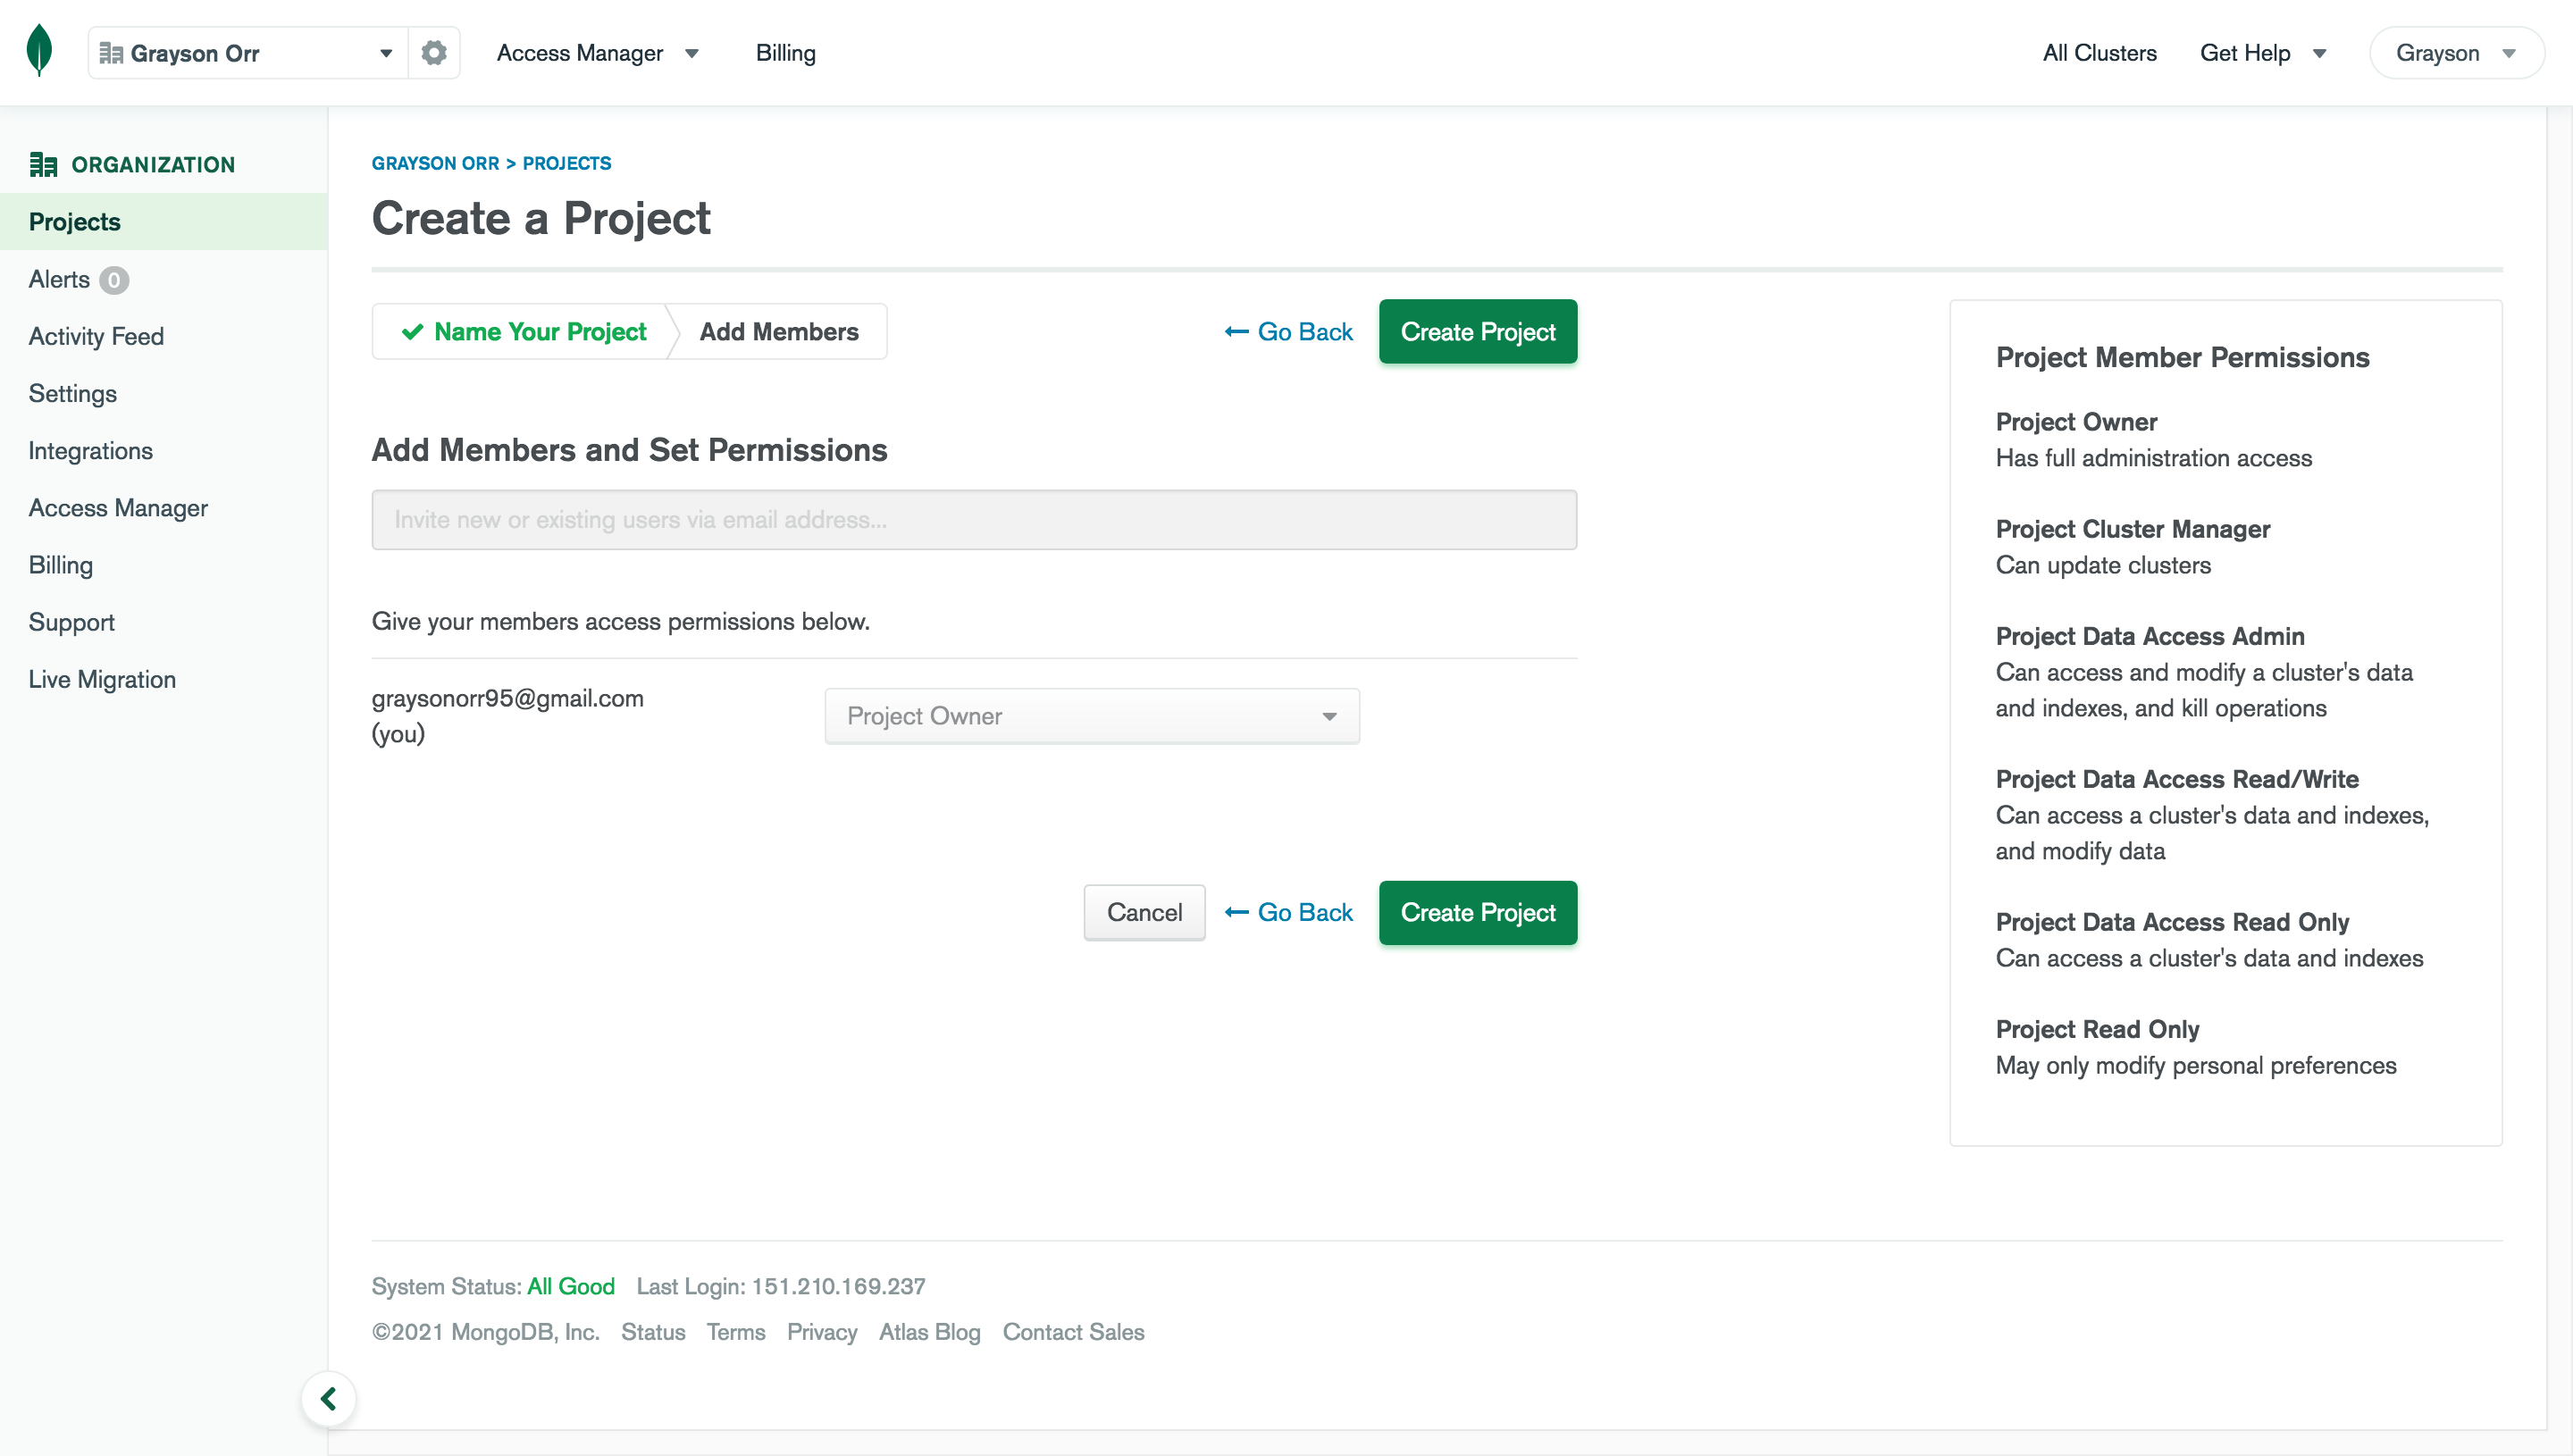 Grayson Orr
Access Manager
Billing
All Clusters
Get Help
Grayson
ORGANIZATION
Projects
Alerts 0
Activity Feed
Settings
Integrations
Access Manager
Billing
Support
Live Migration
GRAYSON ORR > PROJECTS
Create a Project
Name Your Project
Add Members
Go Back
Create Project
Add Members and Set Permissions
Invite new or existing users via email address...
Give your members access permissions below.
graysonorr95@gmail.com
(you)
Project Owner
Cancel
Go Back
Create Project
Project Member Permissions
Project Owner
Has full administration access
Project Cluster Manager
Can update clusters
Project Data Access Admin
Can access and modify a cluster's data
and indexes, and kill operations
Project Data Access Read/Write
Can access a cluster's data and indexes,
and modify data
Project Data Access Read Only
Can access a cluster's data and indexes
Project Read Only
May only modify personal preferences
System Status: All Good Last Login: 151.210.169.237
©2021 MongoDB, Inc. Status Terms Privacy Atlas Blog Contact Sales